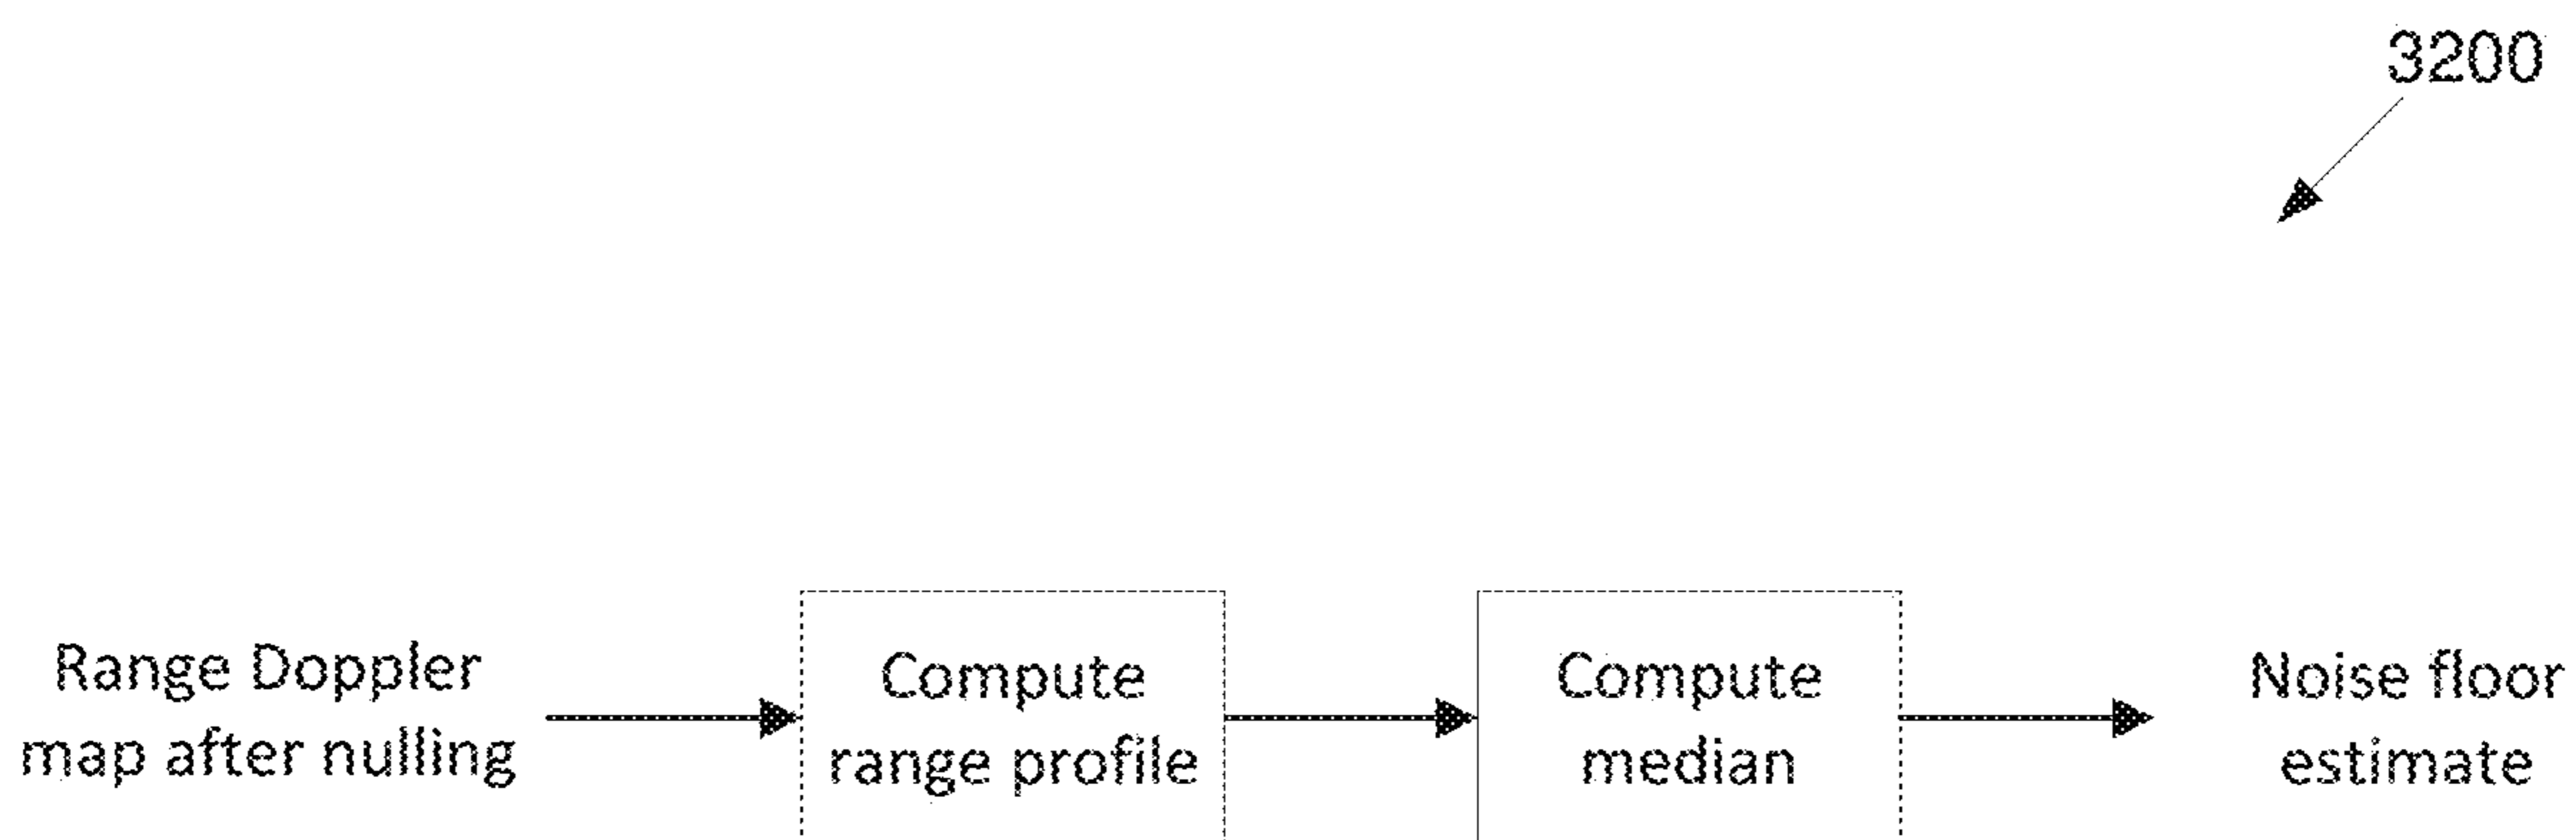 3200
Range Doppler
map after nulling
Compute
range profile
Compute
median
Noise floor
estimate